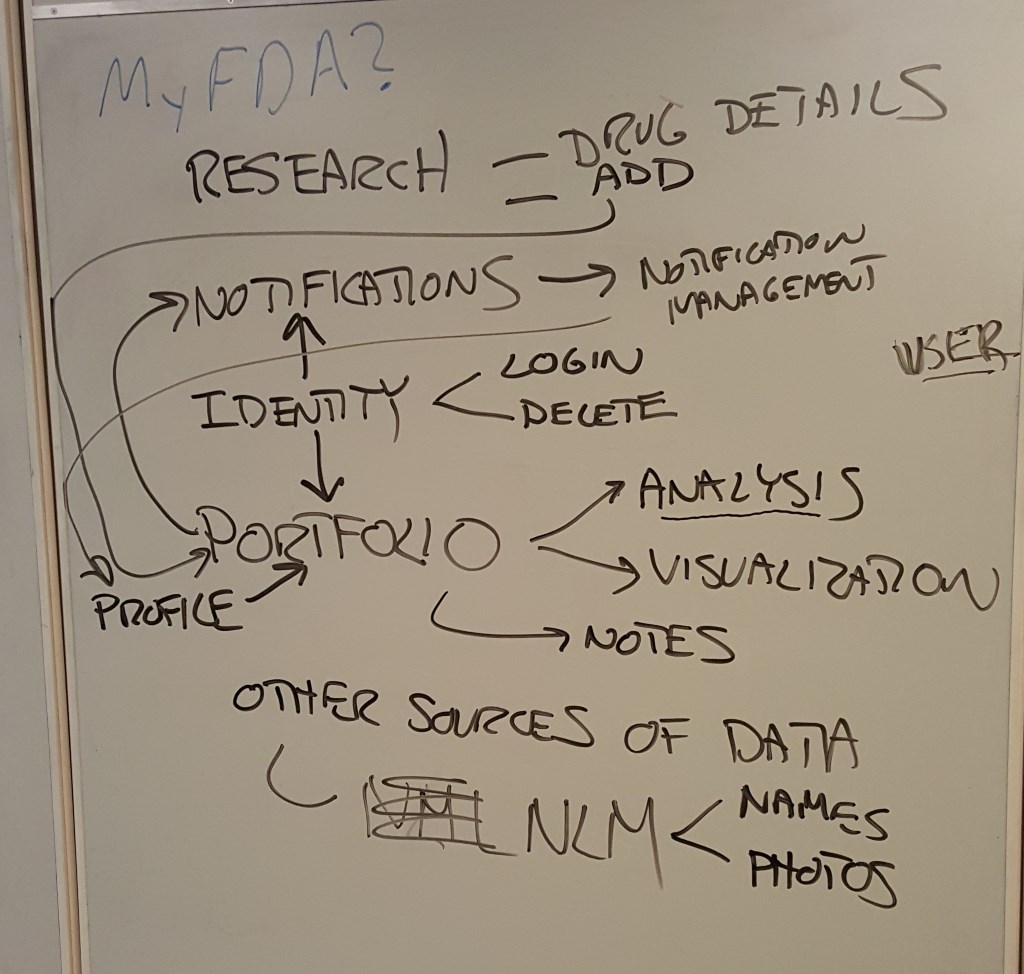 MyFDA?
RESEARCH
DRUG DETAILS
ADD
NOTIFICATIONS
NOTIFICATION
MANAGEMENT
USER
IDENTITY
LOGIN
DELETE
PORTFOLIO
ANALYSIS
VISUALIZATION
PROFILE
NOTES
OTHER SOURCES OF DATA
NLM
NAMES
PHOTOS